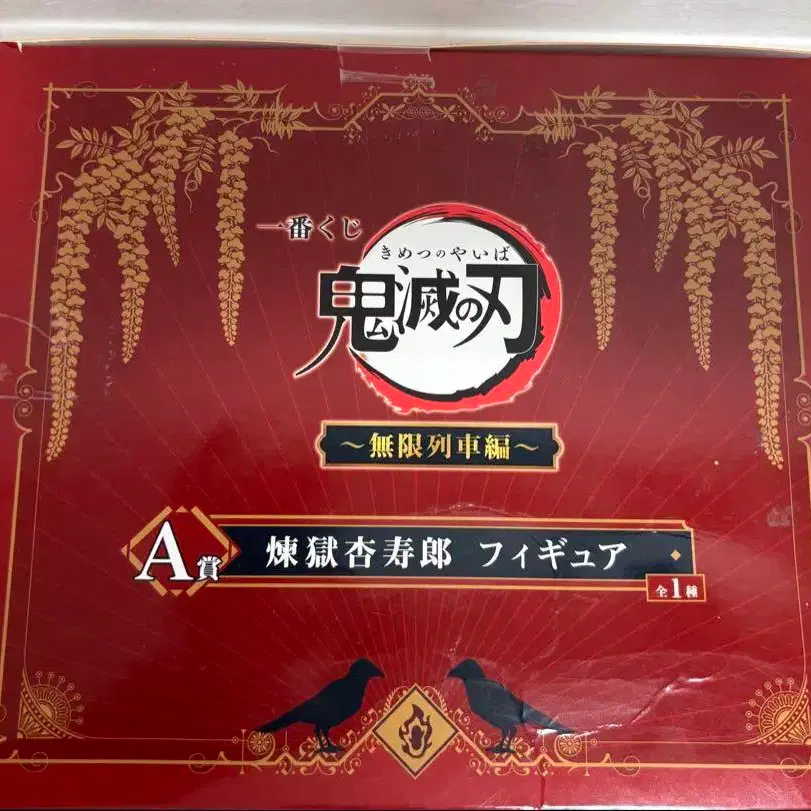 一番くじ
きめつのやいば
鬼滅の刃
～無限列車編～
A賞 煉獄杏寿郎 フィギュア
全1種